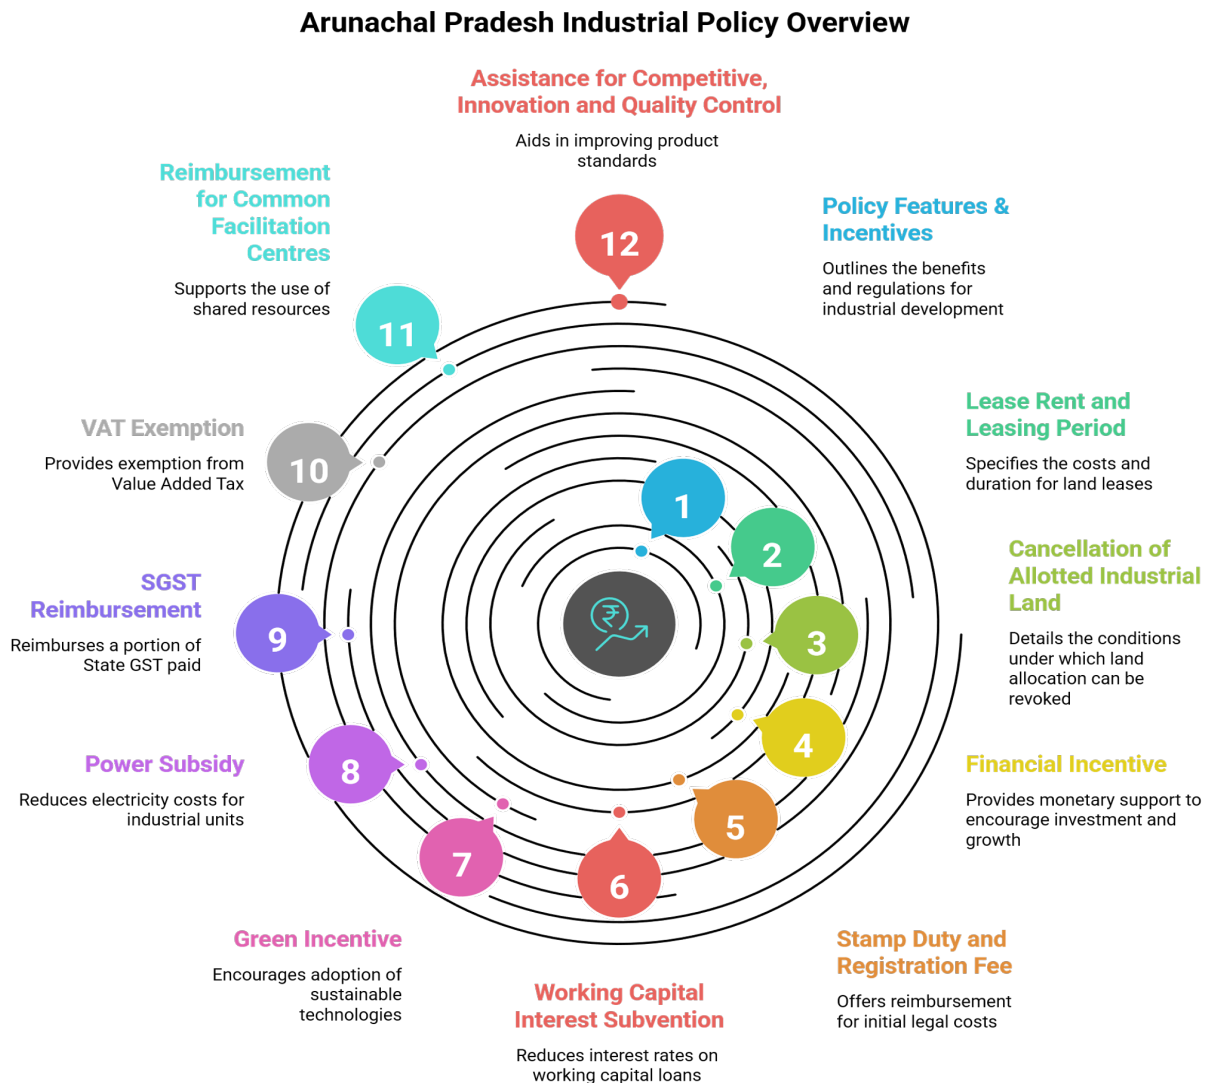 Arunachal Pradesh Industrial Policy Overview
Assistance for Competitive,
Innovation and Quality Control
Aids in improving product
standards
12
Policy Features &
Incentives
Outlines the benefits
and regulations for
industrial development
1
Lease Rent and
Leasing Period
Specifies the costs and
duration for land leases
2
Cancellation of
Allotted Industrial
Land
Details the conditions
under which land
allocation can be
revoked
3
Financial Incentive
Provides monetary support to
encourage investment and
growth
4
Stamp Duty and
Registration Fee
Offers reimbursement
for initial legal costs
5
Working Capital
Interest Subvention
Reduces interest rates on
working capital loans
6
Green Incentive
Encourages adoption of
sustainable
technologies
7
Power Subsidy
Reduces electricity costs for
industrial units
8
SGST
Reimbursement
Reimburses a portion of
State GST paid
9
VAT Exemption
Provides exemption from
Value Added Tax
10
Reimbursement
for Common
Facilitation
Centres
Supports the use of
shared resources
11
₹